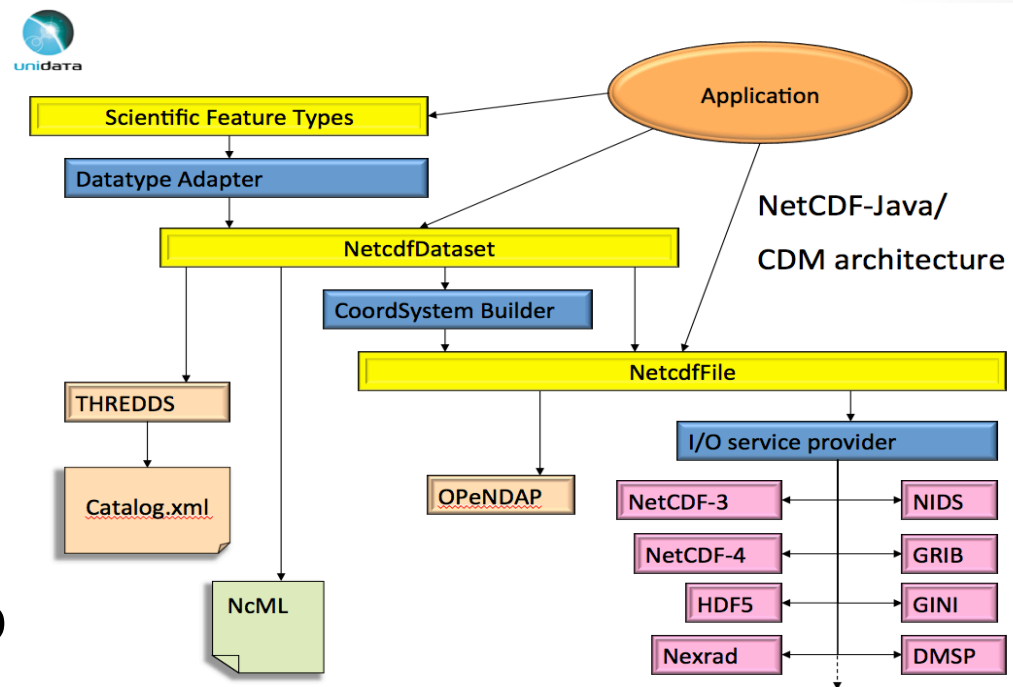 unidata
Application
Scientific Feature Types
Datatype Adapter
NetCDF-Java/
CDM architecture
NetcdfDataset
CoordSystem Builder
NetcdfFile
THREDDS
I/O service provider
Catalog.xml
OPeNDAP
NetCDF-3
NIDS
NetCDF-4
GRIB
NcML
HDF5
GINI
Nexrad
DMSP